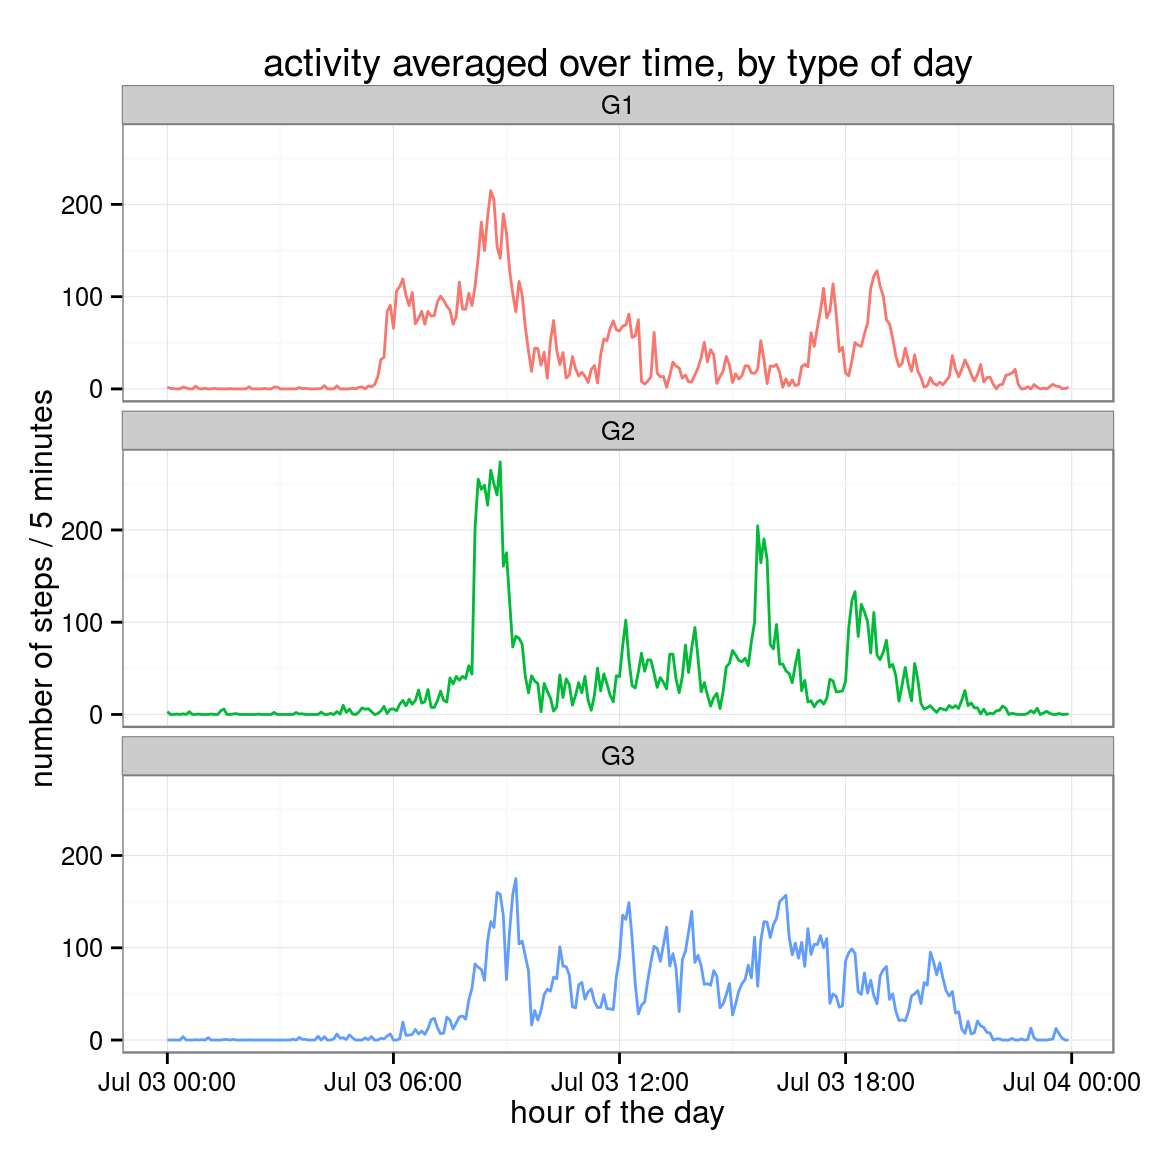 activity averaged over time, by type of day
G1
200
100
0
G2
200
100
0
G3
200
100
0
number of steps / 5 minutes
Jul 03 00:00 Jul 03 06:00 Jul 03 12:00 Jul 03 18:00 Jul 04 00:00
hour of the day